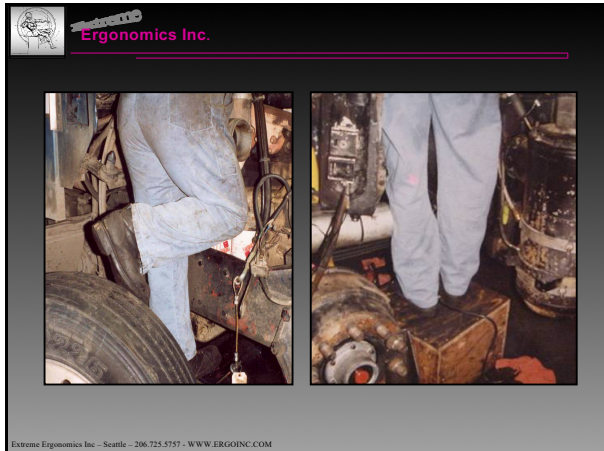 Extreme
Ergonomics Inc.
Extreme Ergonomics Inc – Seattle – 206.725.5757 - WWW.ERGOINC.COM